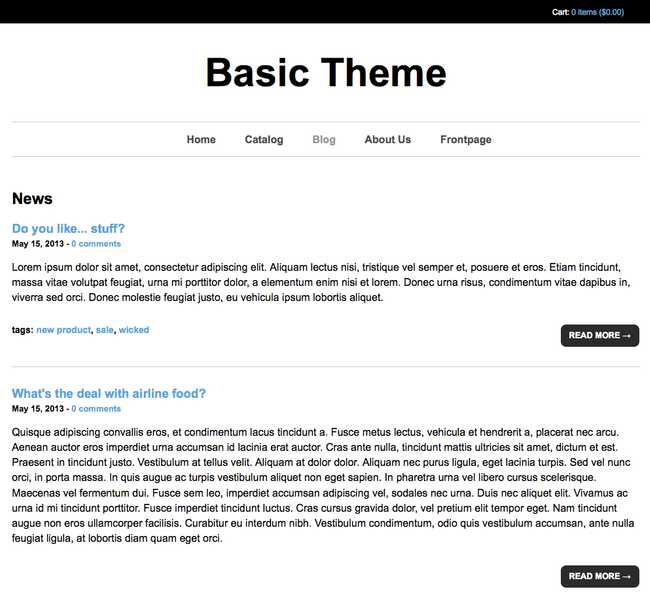 Cart: 0 items ($0.00)
Basic Theme
Home Catalog Blog About Us Frontpage
News
Do you like... stuff?
May 15, 2013 - 0 comments
Lorem ipsum dolor sit amet, consectetur adipiscing elit. Aliquam lectus nisi, tristique vel semper et, posuere et eros. Etiam tincidunt,
massa vitae volutpat feugiat, urna mi porttitor dolor, a elementum enim nisi et lorem. Donec urna risus, condimentum vitae dapibus in,
viverra sed orci. Donec molestie feugiat justo, eu vehicula ipsum lobortis aliquet.
tags: new product, sale, wicked
READ MORE →
What's the deal with airline food?
May 15, 2013 - 0 comments
Quisque adipiscing convallis eros, et condimentum lacus tincidunt a. Fusce metus lectus, vehicula et hendrerit a, placerat nec arcu.
Aenean auctor eros imperdiet urna accumsan id lacinia erat auctor. Cras ante nulla, tincidunt mattis ultricies sit amet, dictum et est.
Praesent in tincidunt justo. Vestibulum at tellus velit. Aliquam at dolor dolor. Aliquam nec purus ligula, eget lacinia turpis. Sed vel nunc
orci, in porta massa. In quis augue ac turpis vestibulum aliquet non eget sapien. In pharetra urna vel libero cursus scelerisque.
Maecenas vel fermentum dui. Fusce sem leo, imperdiet accumsan adipiscing vel, sodales nec urna. Duis nec aliquet elit. Vivamus ac
urna id mi tincidunt porttitor. Fusce imperdiet tincidunt luctus. Cras cursus gravida dolor, vel pretium elit tempor eget. Nam tincidunt
augue non eros ullamcorper facilisis. Curabitur eu interdum nibh. Vestibulum condimentum, odio quis vestibulum accumsan, ante nulla
feugiat ligula, at lobortis diam quam eget orci.
READ MORE →